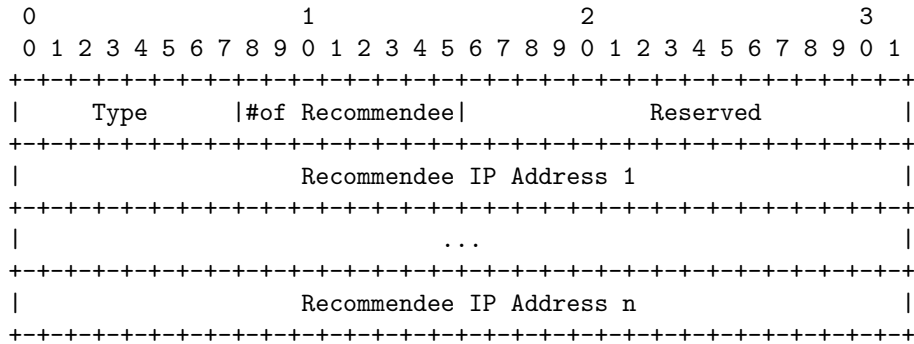 0                   1                   2                   3
0 1 2 3 4 5 6 7 8 9 0 1 2 3 4 5 6 7 8 9 0 1 2 3 4 5 6 7 8 9 0 1
+-+-+-+-+-+-+-+-+-+-+-+-+-+-+-+-+-+-+-+-+-+-+-+-+-+-+-+-+-+-+-+-+
|     Type      |#of Recommendee|             Reserved          |
+-+-+-+-+-+-+-+-+-+-+-+-+-+-+-+-+-+-+-+-+-+-+-+-+-+-+-+-+-+-+-+-+
|                    Recommendee IP Address 1                   |
+-+-+-+-+-+-+-+-+-+-+-+-+-+-+-+-+-+-+-+-+-+-+-+-+-+-+-+-+-+-+-+-+
|                              ...                              |
+-+-+-+-+-+-+-+-+-+-+-+-+-+-+-+-+-+-+-+-+-+-+-+-+-+-+-+-+-+-+-+-+
|                    Recommendee IP Address n                   |
+-+-+-+-+-+-+-+-+-+-+-+-+-+-+-+-+-+-+-+-+-+-+-+-+-+-+-+-+-+-+-+-+